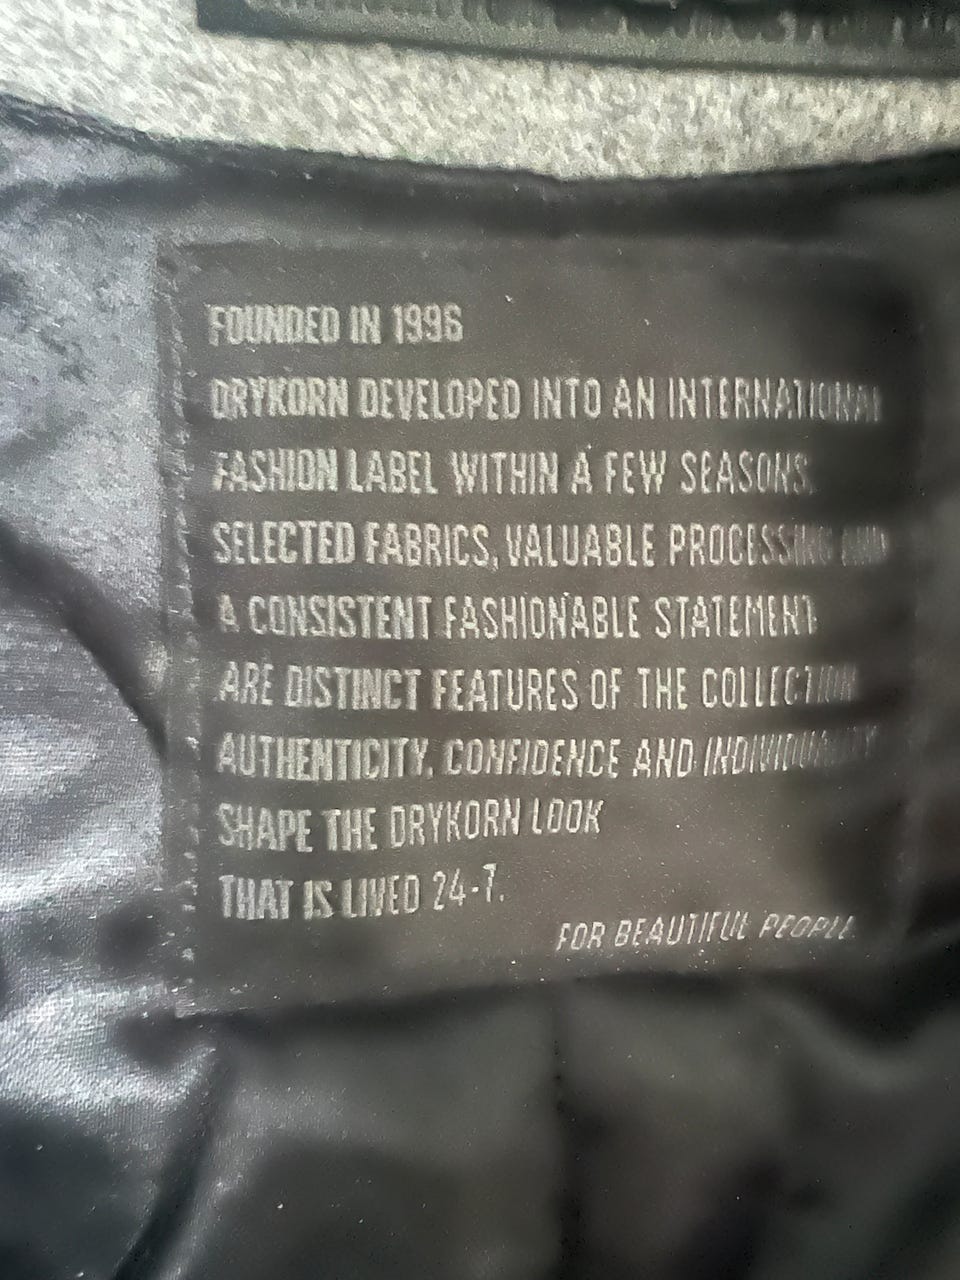 FOUNDED IN 1996
DRYKORN DEVELOPED INTO AN INTERNATIONAL
FASHION LABEL WITHIN A FEW SEASONS.
SELECTED FABRICS, VALUABLE PROCESSING AND
A CONSISTENT FASHIONABLE STATEMENT
ARE DISTINCT FEATURES OF THE COLLECTION
AUTHENTICITY, CONFIDENCE AND INDIVIDUALITY
SHAPE THE DRYKORN LOOK
THAT IS LIVED 24-7.
FOR BEAUTIFUL PEOPLE